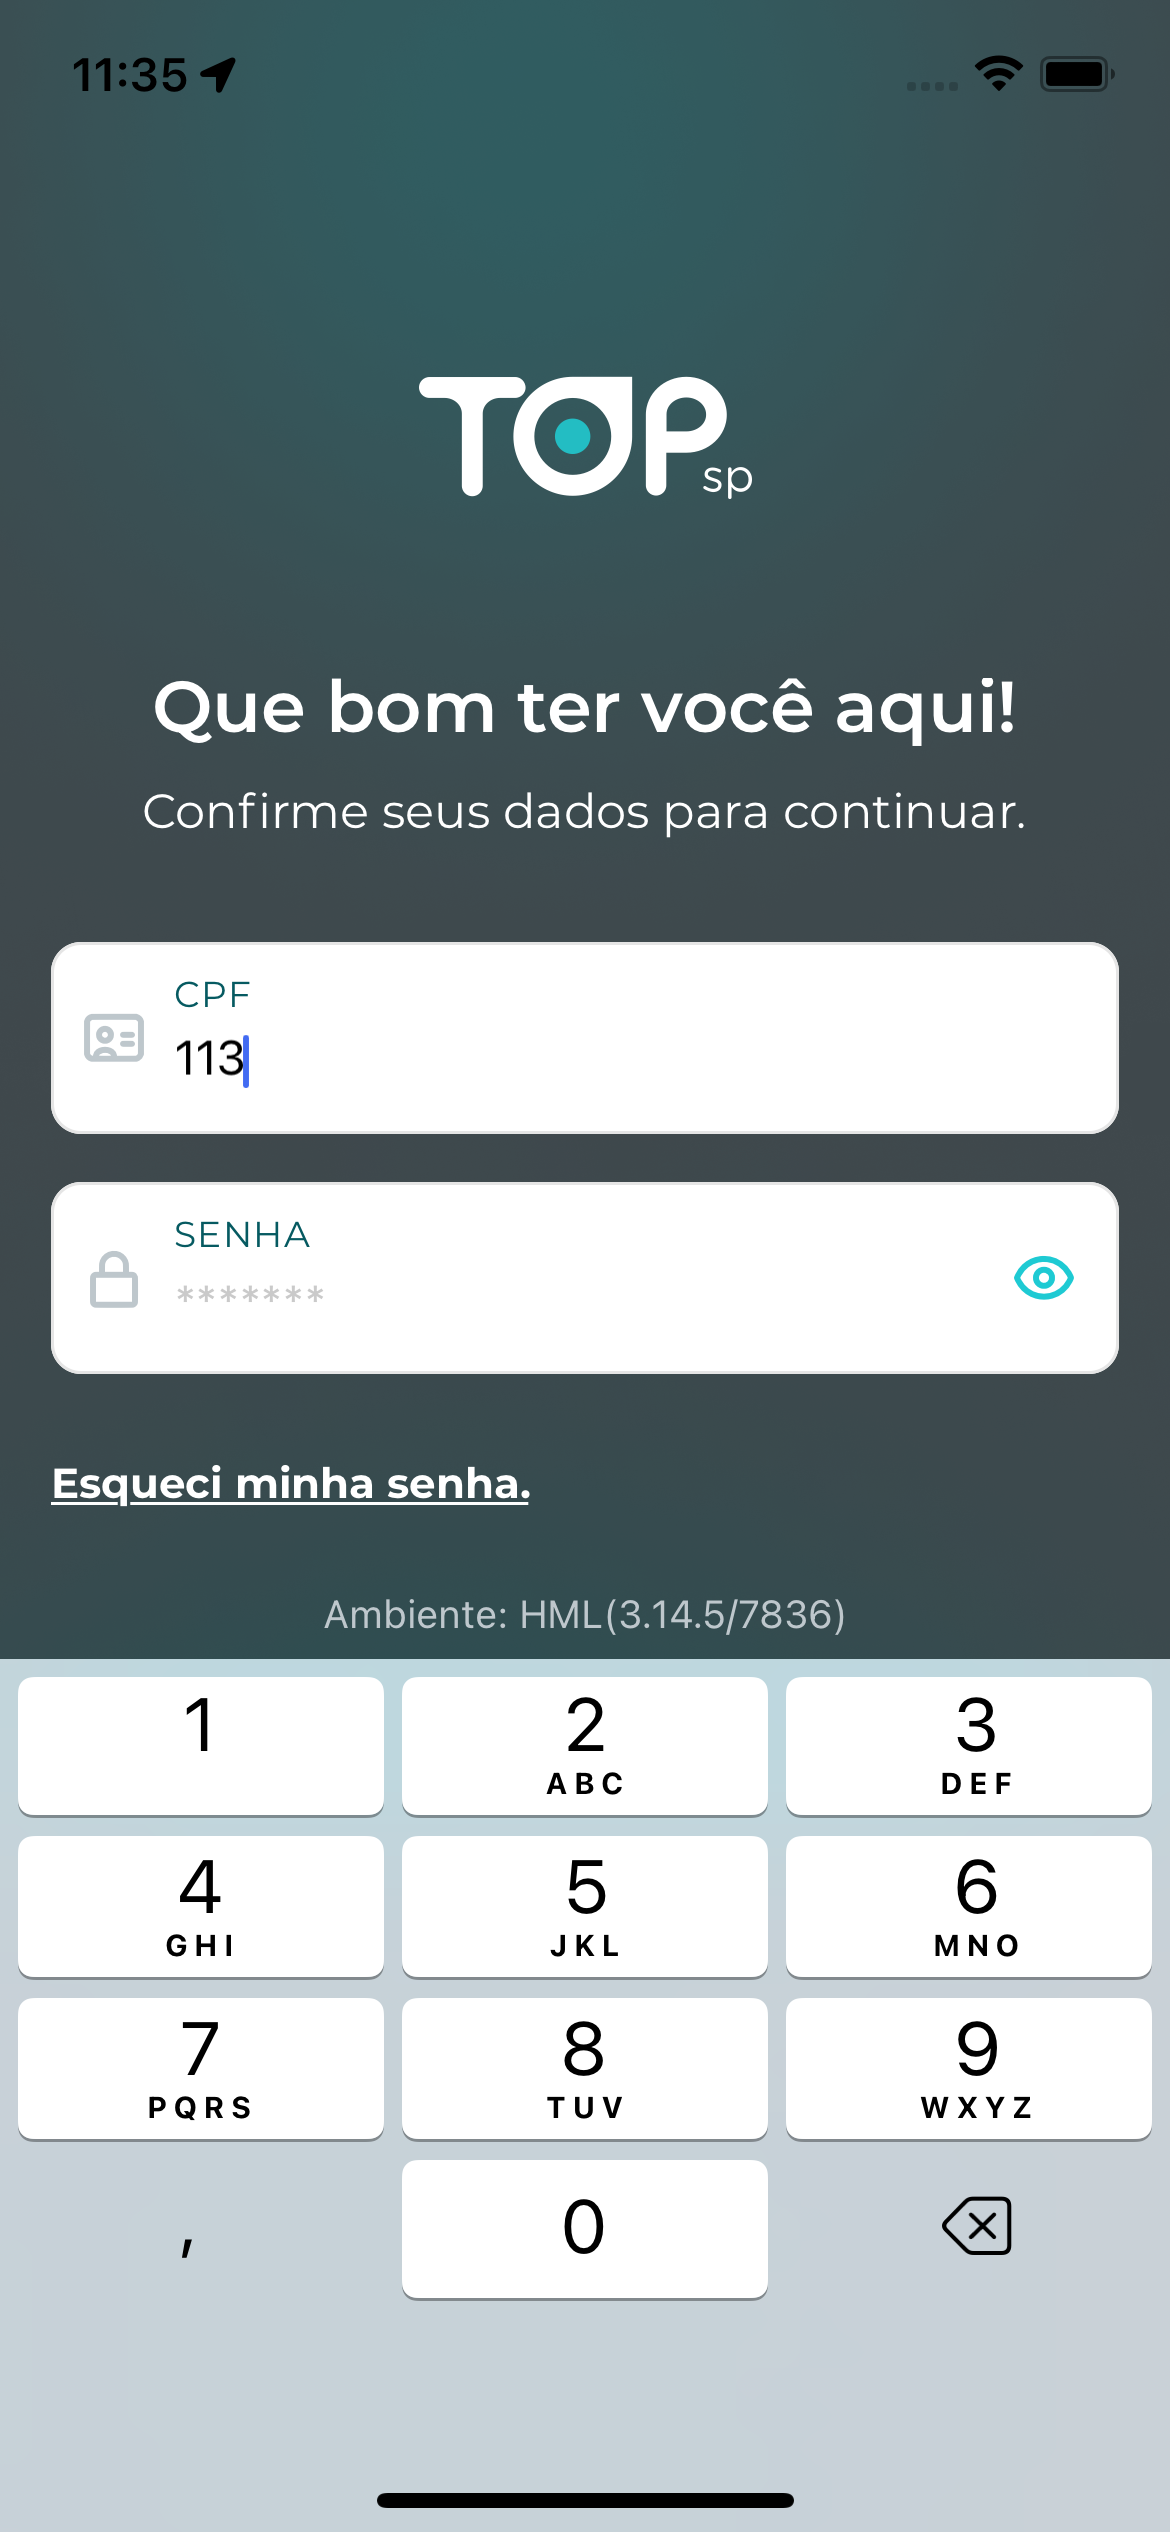 11:35
TOP
sp
Que bom ter você aqui!
Confirme seus dados para continuar.
CPF
113
SENHA
*******
Esqueci minha senha.
Ambiente: HML(3.14.5/7836)
1
2
ABC
3
DEF
4
GHI
5
JKL
6
MNO
7
PQRS
8
TUV
9
WXYZ
,
0